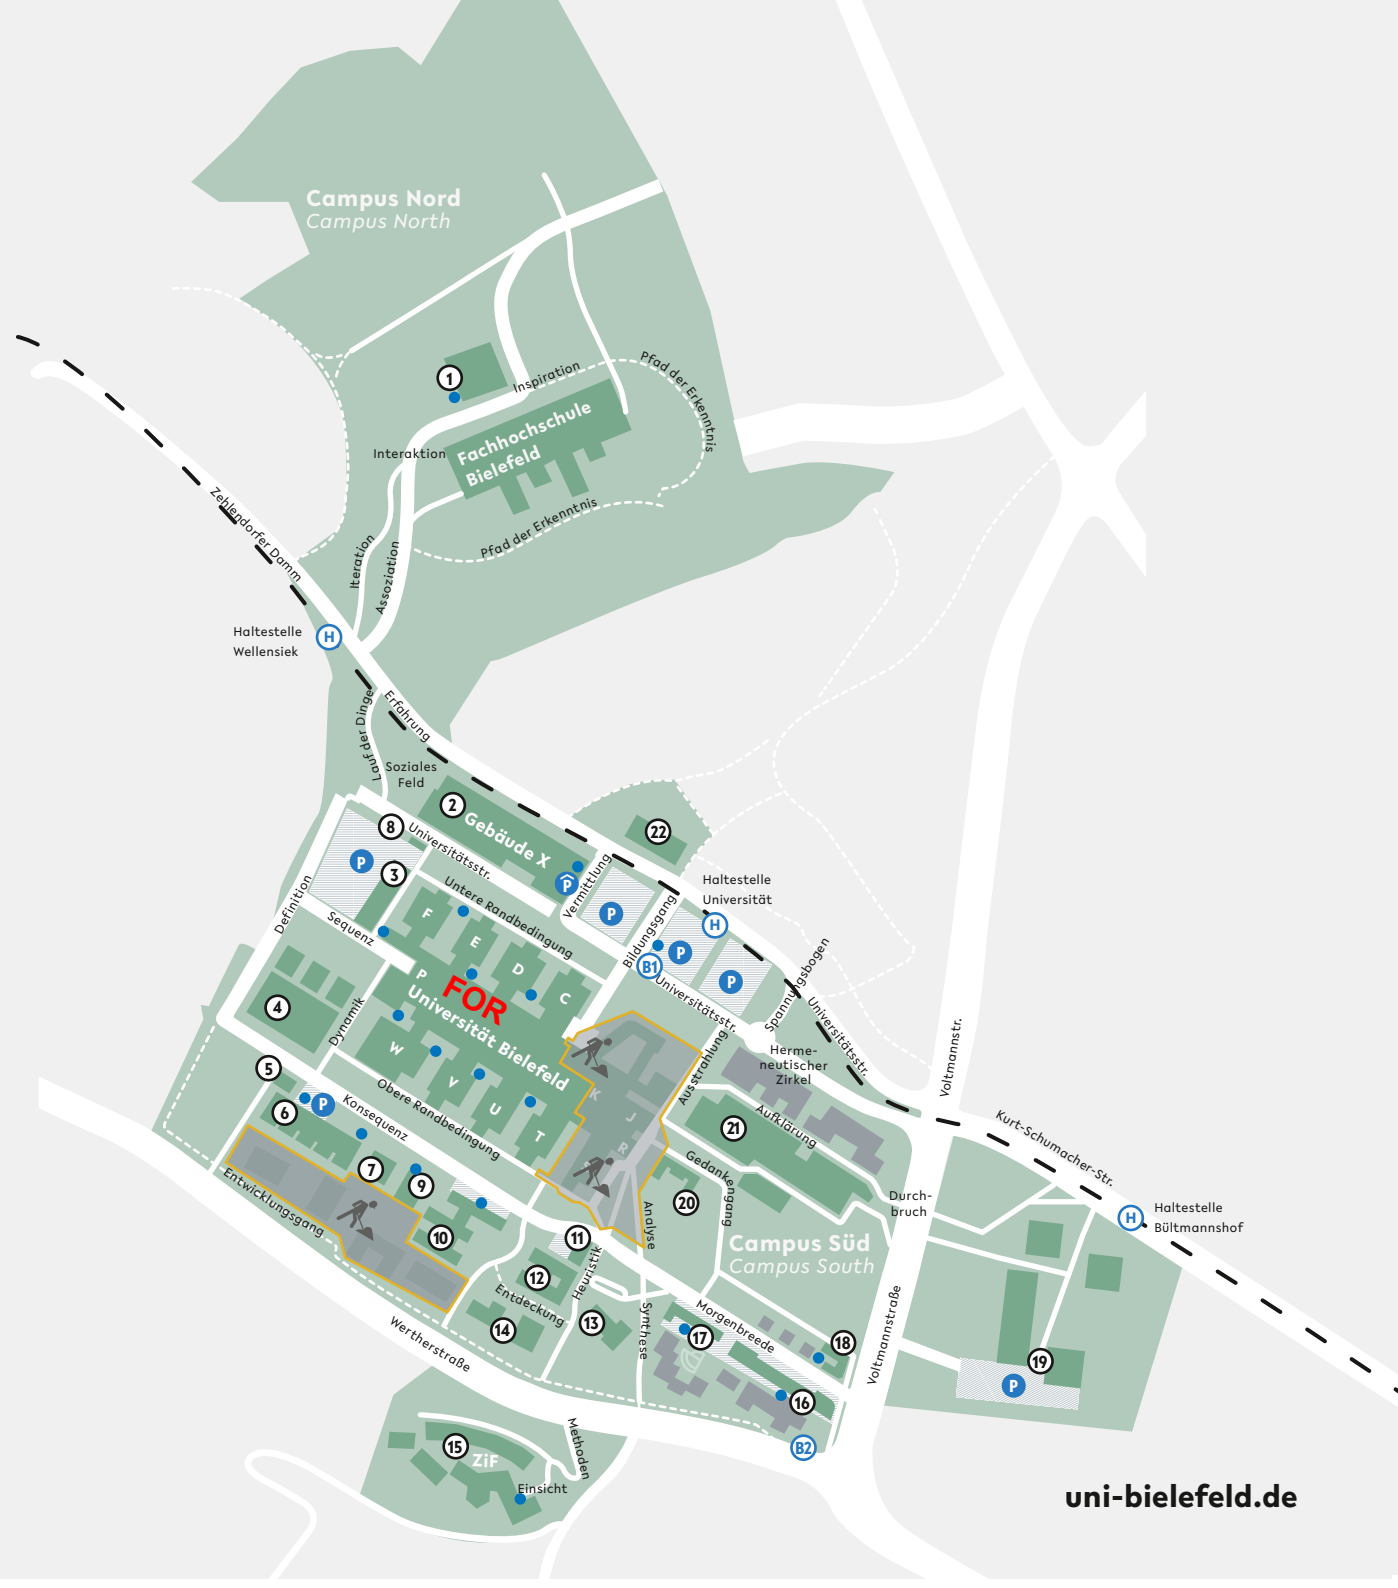 Campus Nord
Campus North
1
Inspiration
Pfad der Erkenntnis
Fachhochschule
Bielefeld
Interaktion
Pfad der Erkenntnis
Zehlendorfer Damm
Iteration
Assoziation
Haltestelle
Wellensiek
H
Lauf der Dinge
Erfahrung
Soziales
Feld
2
Gebäude X
8
Universitätsstr.
22
P
3
P
Vermittlung
P
Haltestelle
Universität
H
Untere Randbedingung
Bildungsgang
P
B1
P
Definition
Sequenz
F
E
D
C
P
FOR
Universität Bielefeld
Universitätsstr.
Spannungsbogen
Universitätsstr.
4
Dynamik
W
V
U
T
K
J
R
S
Ausstrahlung
Herme-
neutischer
Zirkel
Voltmannstr.
5
6
P
Konsequenz
Obere Randbedingung
21
Aufklärung
Kurt-Schumacher-Str.
7
9
Gedankengang
20
Durch-
bruch
H
Haltestelle
Bültmannshof
Entwicklungsgang
10
11
Analyse
Campus Süd
Campus South
12
Heuristik
Entdeckung
13
14
Synthese
Morgenbreede
17
18
16
19
P
Voltmannstraße
Wertherstraße
B2
Methoden
15
ZiF
Einsicht
uni-bielefeld.de